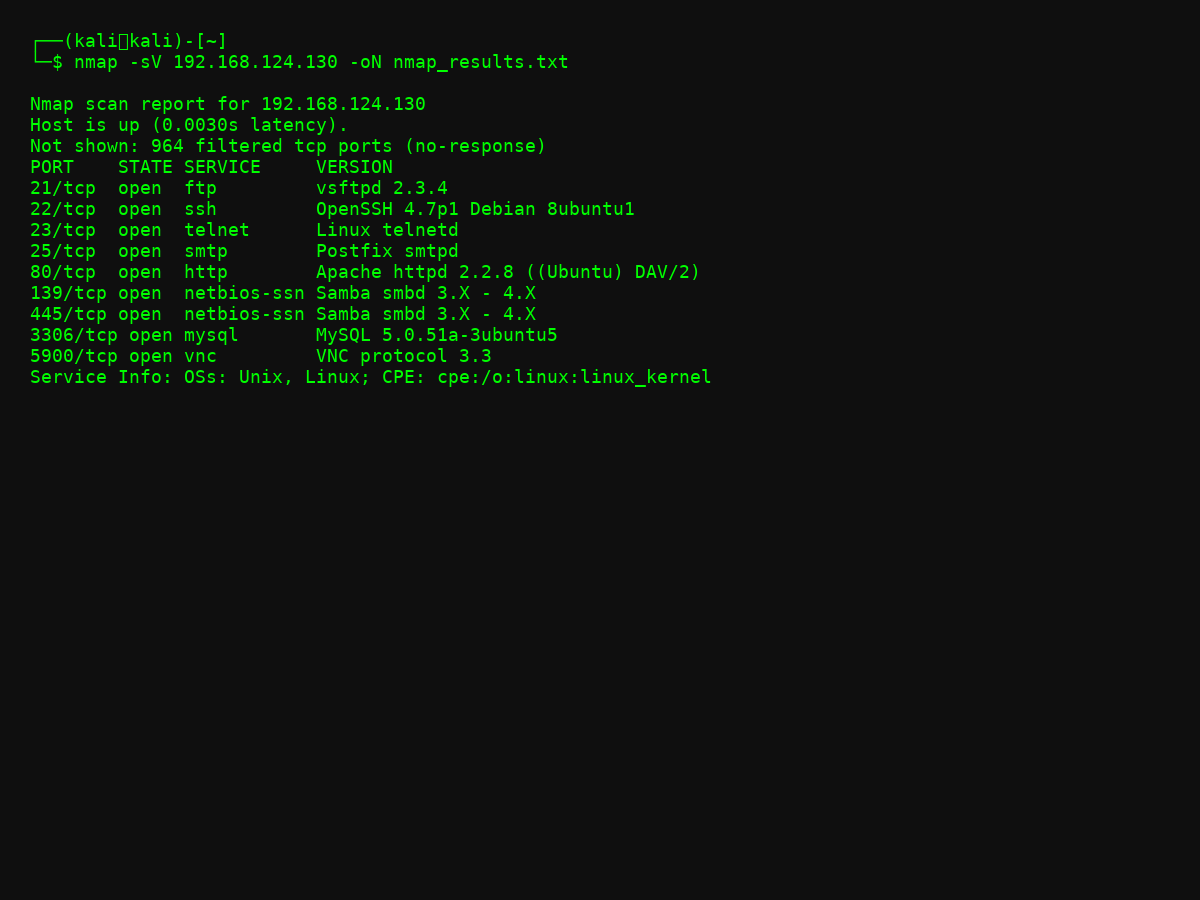 ┌──(kali㉿kali)-[~]
└─$ nmap -sV 192.168.124.130 -oN nmap_results.txt
Nmap scan report for 192.168.124.130
Host is up (0.0030s latency).
Not shown: 964 filtered tcp ports (no-response)
PORT    STATE SERVICE     VERSION
21/tcp  open  ftp         vsftpd 2.3.4
22/tcp  open  ssh         OpenSSH 4.7p1 Debian 8ubuntu1
23/tcp  open  telnet      Linux telnetd
25/tcp  open  smtp        Postfix smtpd
80/tcp  open  http        Apache httpd 2.2.8 ((Ubuntu) DAV/2)
139/tcp open  netbios-ssn Samba smbd 3.X - 4.X
445/tcp open  netbios-ssn Samba smbd 3.X - 4.X
3306/tcp open mysql       MySQL 5.0.51a-3ubuntu5
5900/tcp open vnc         VNC protocol 3.3
Service Info: OSs: Unix, Linux; CPE: cpe:/o:linux:linux_kernel